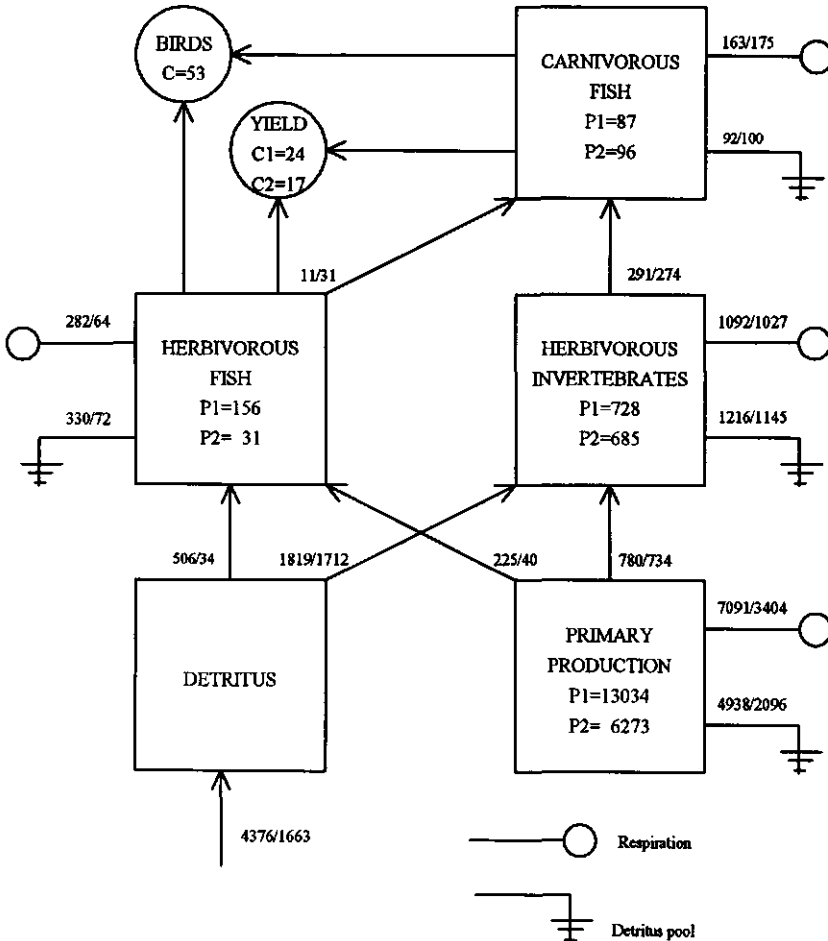 BIRDS
C=53
YIELD
C1=24
C2=17
CARNIVOROUS
FISH
P1=87
P2=96
163/175
92/100
11/31
291/274
282/64
330/72
HERBIVOROUS
FISH
P1=156
P2= 31
HERBIVOROUS
INVERTEBRATES
P1=728
P2=685
1092/1027
1216/1145
506/34
1819/1712
225/40
780/734
DETRITUS
PRIMARY
PRODUCTION
P1=13034
P2= 6273
7091/3404
4938/2096
4376/1663
Respiration
Detritus pool